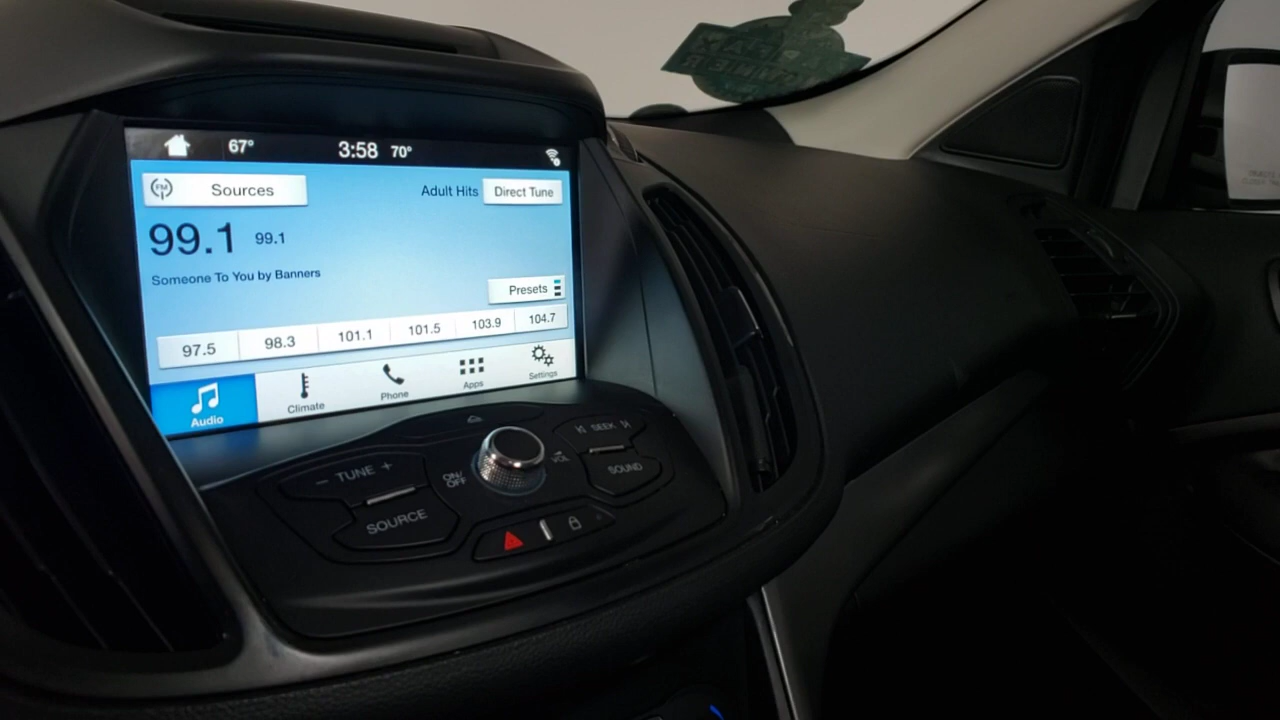 67° 3:58 70°
FM Sources Adult Hits Direct Tune
99.1 99.1
Someone To You by Banners
Presets
97.5 98.3 101.1 101.5 103.9 104.7
Audio Climate Phone Apps Settings
SEEK
− TUNE +
ON/OFF
VOL
SOUND
SOURCE